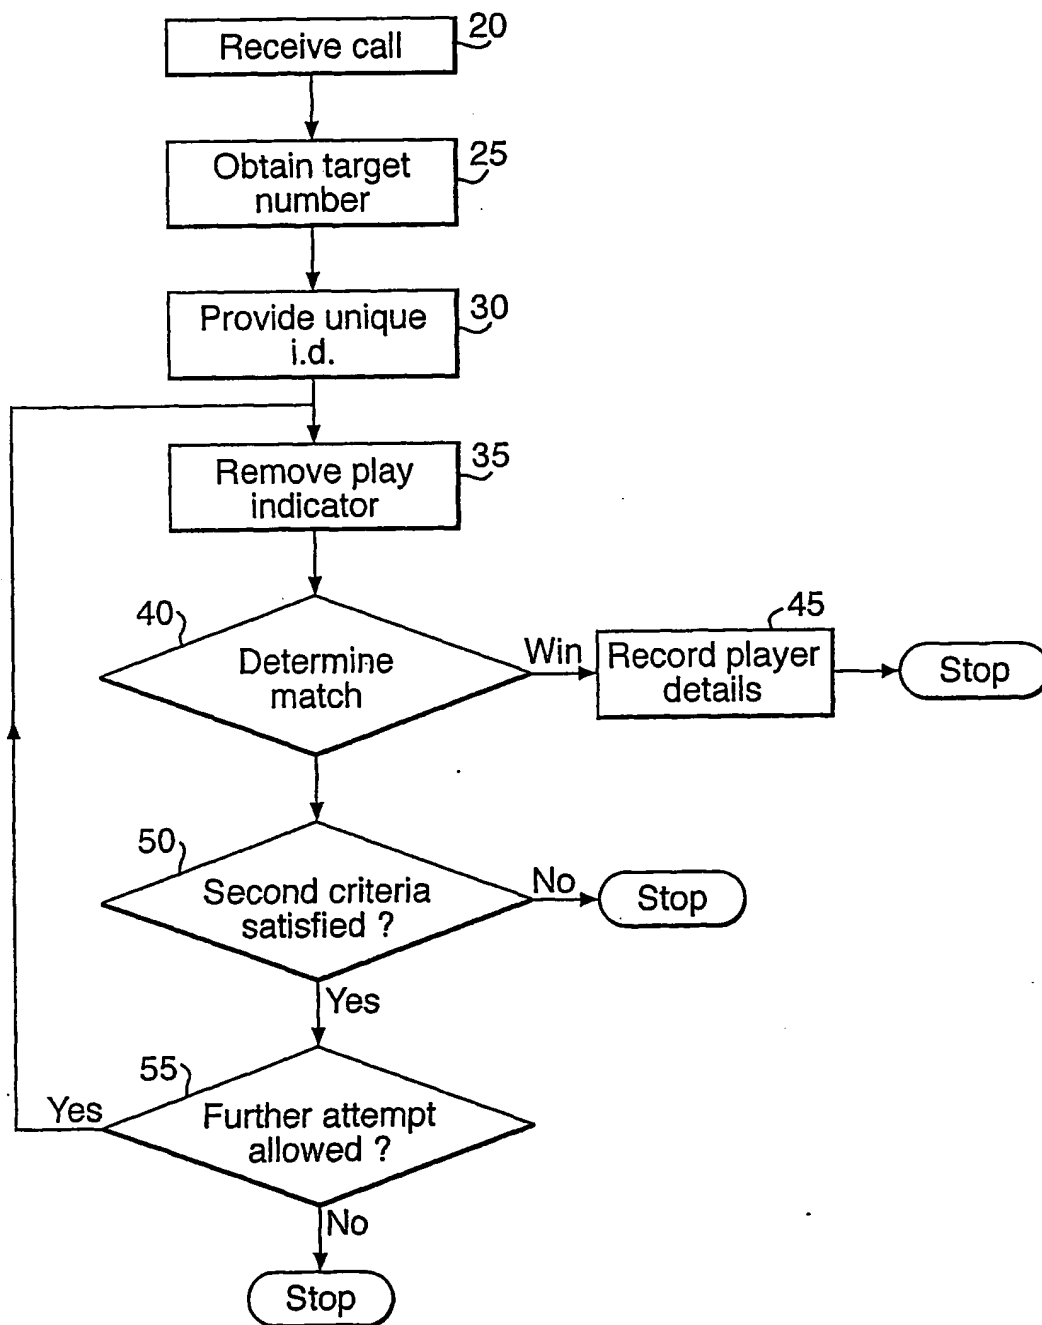 20
Receive call
25
Obtain target
number
30
Provide unique
i.d.
35
Remove play
indicator
40
Determine
match
Win
45
Record player
details
Stop
50
Second criteria
satisfied ?
No
Stop
Yes
55
Further attempt
allowed ?
Yes
No
Stop